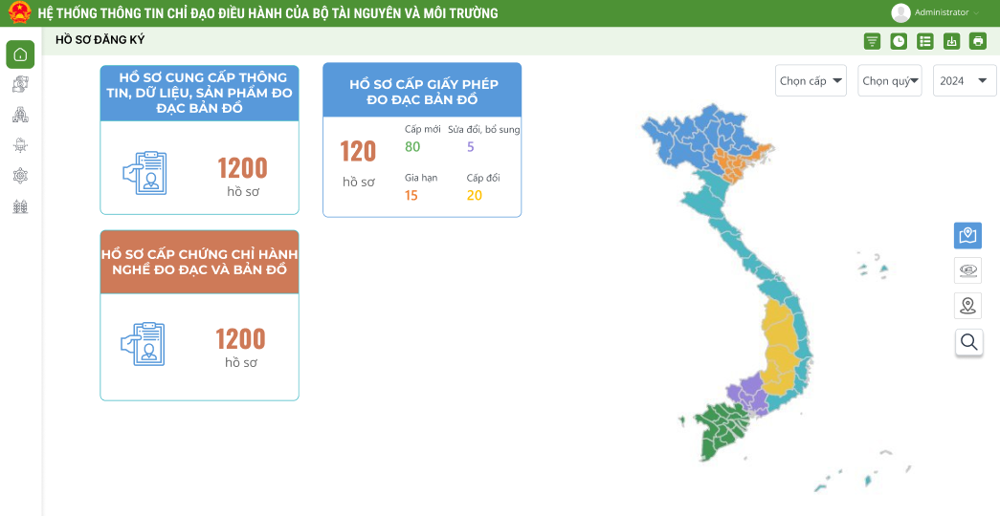 HỆ THỐNG THÔNG TIN CHỈ ĐẠO ĐIỀU HÀNH CỦA BỘ TÀI NGUYÊN VÀ MÔI TRƯỜNG
Administrator
HỒ SƠ ĐĂNG KÝ
HỒ SƠ CUNG CẤP THÔNG
TIN, DỮ LIỆU, SẢN PHẨM ĐO
ĐẠC BẢN ĐỒ
1200
hồ sơ
HỒ SƠ CẤP GIẤY PHÉP
ĐO ĐẠC BẢN ĐỒ
120
hồ sơ
Cấp mới
80
Sửa đổi, bổ sung
5
Gia hạn
15
Cấp đổi
20
HỒ SƠ CẤP CHỨNG CHỈ HÀNH
NGHỀ ĐO ĐẠC VÀ BẢN ĐỒ
1200
hồ sơ
Chọn cấp
Chọn quý
2024